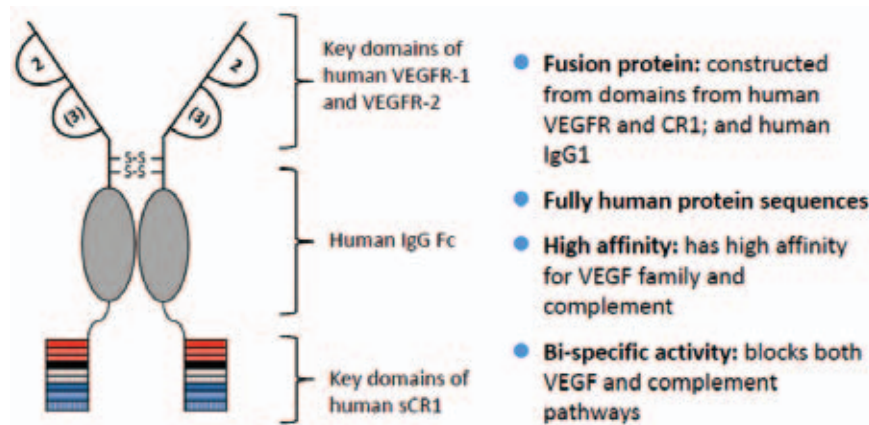 2
2
(3)
(3)
S-S
S-S
Key domains of
human VEGFR-1
and VEGFR-2
Human IgG Fc
Key domains of
human sCR1
Fusion protein: constructed
from domains from human
VEGFR and CR1; and human
IgG1
Fully human protein sequences
High affinity: has high affinity
for VEGF family and
complement
Bi-specific activity: blocks both
VEGF and complement
pathways